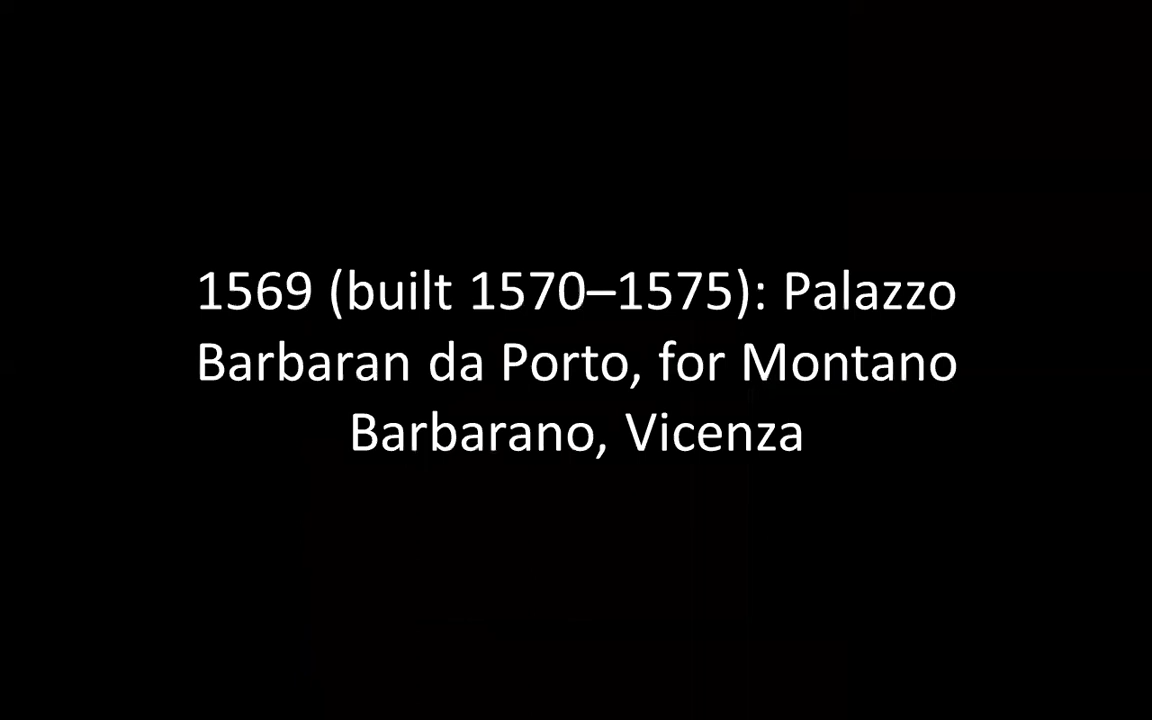 1569 (built 1570–1575): Palazzo
Barbaran da Porto, for Montano
Barbarano, Vicenza